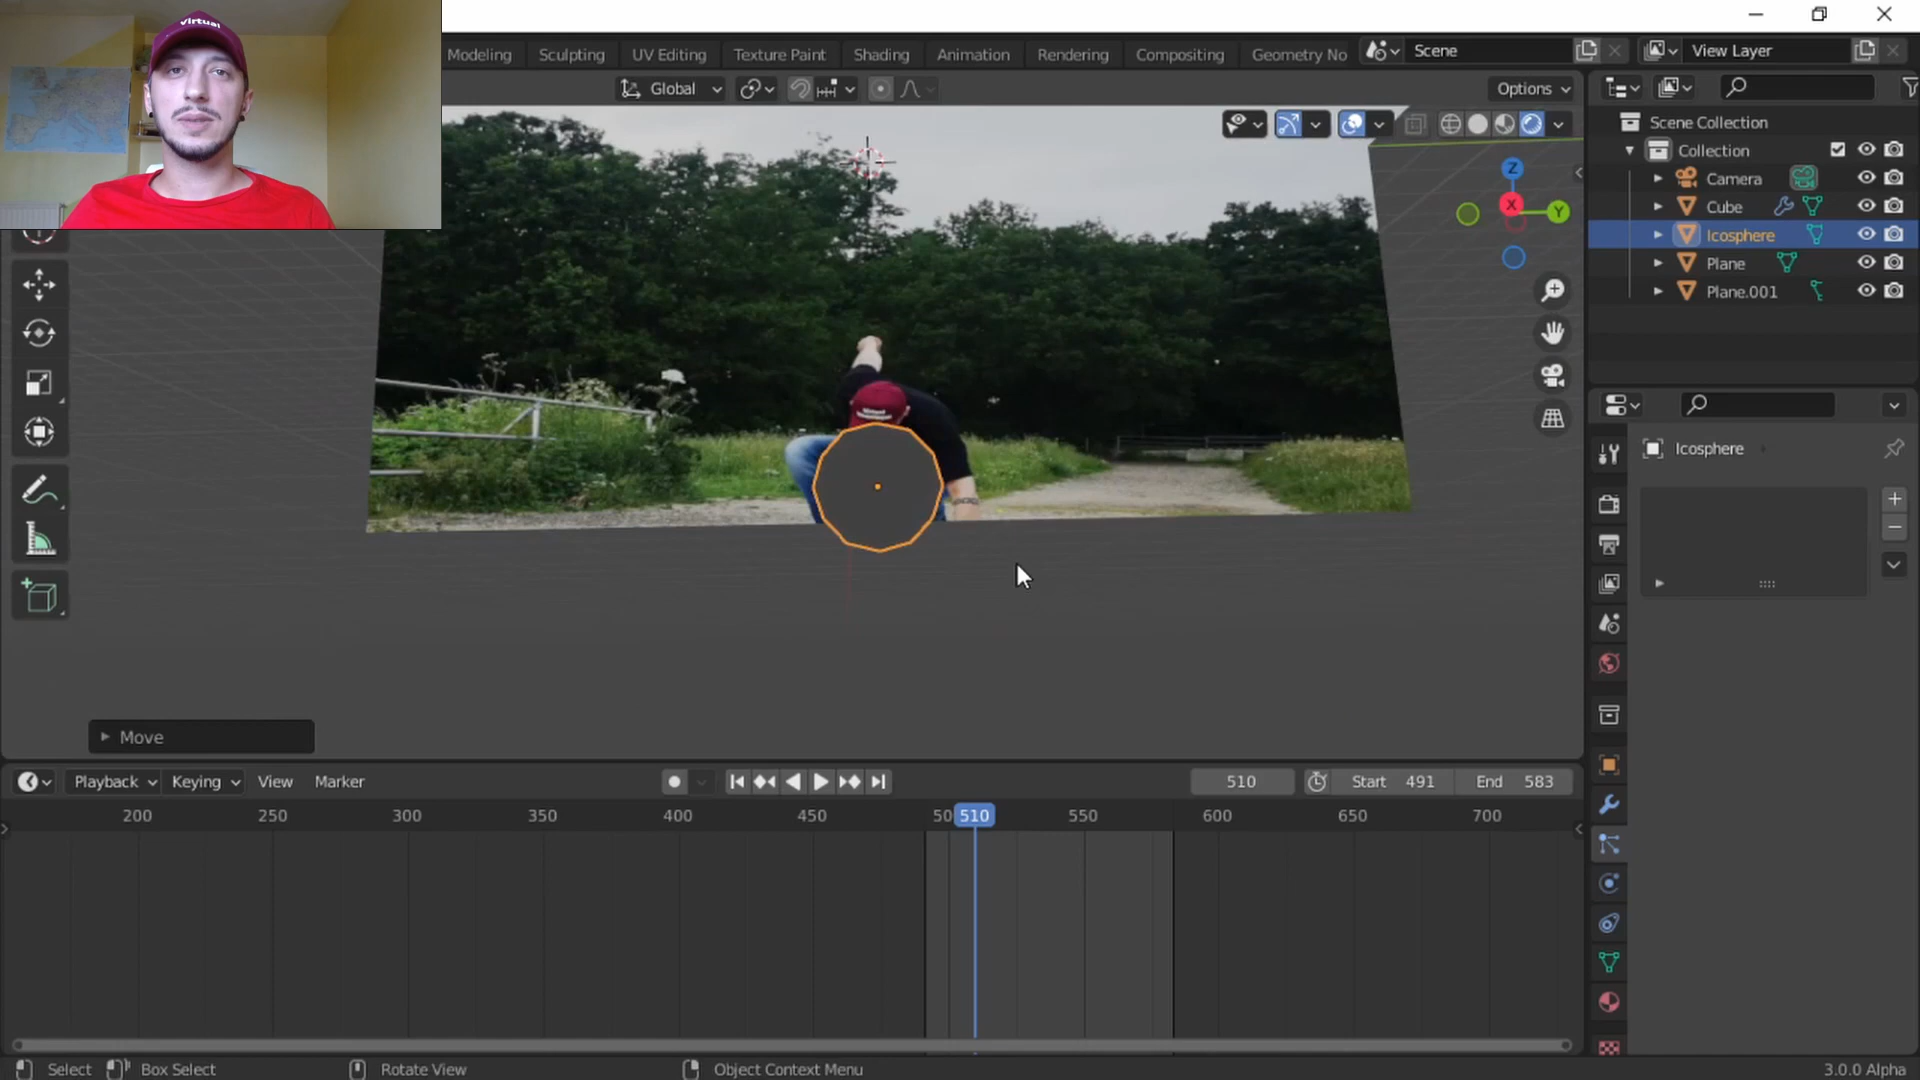 Virtual
Modeling Sculpting UV Editing Texture Paint Shading Animation Rendering Compositing Geometry No Scene View Layer
Global Options
Scene Collection
Collection
Camera
Cube
Icosphere
Plane
Plane.001
Z
X
Y
Icosphere
Virtual
Move
Playback Keying View Marker 510 Start 491 End 583
200 250 300 350 400 450 50 510 550 600 650 700
Select Box Select Rotate View Object Context Menu 3.0.0 Alpha